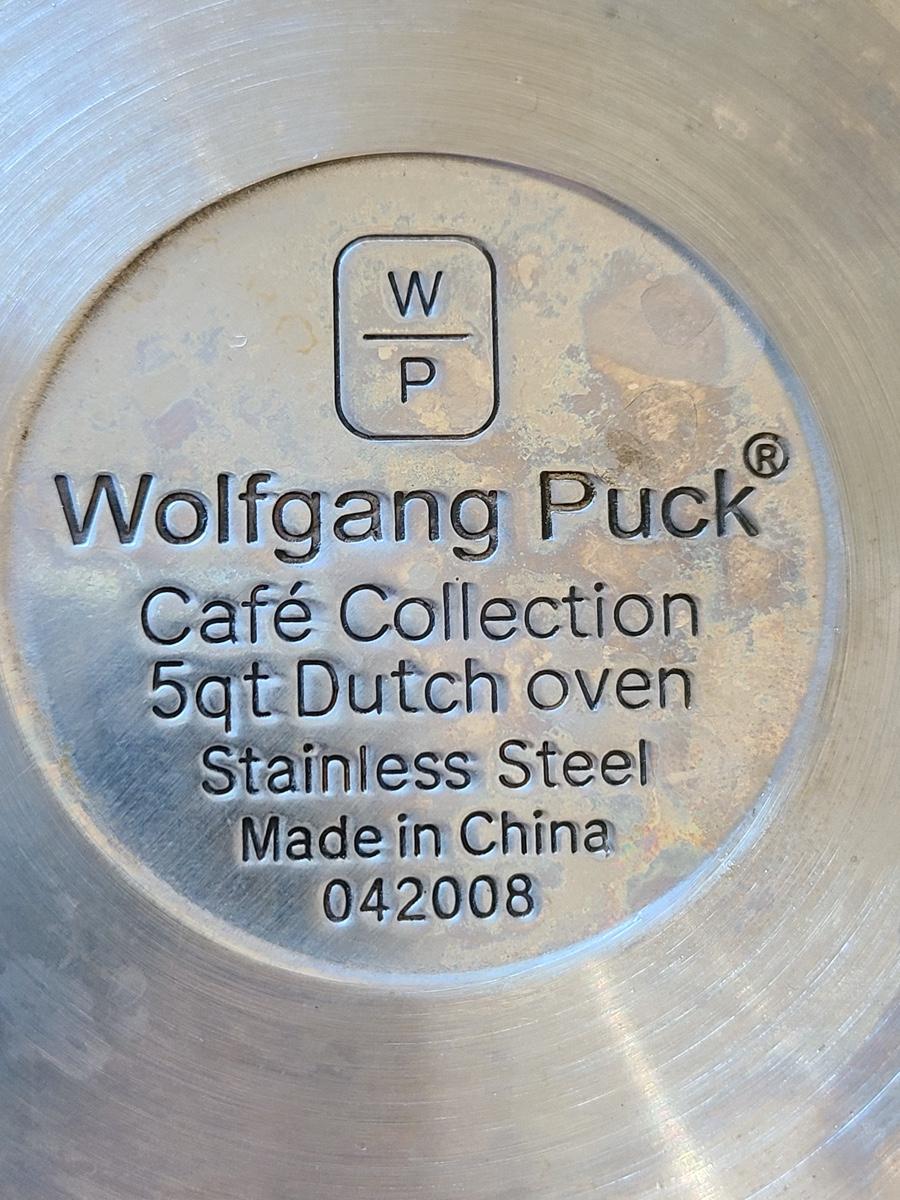 W
P
Wolfgang Puck®
Café Collection
5qt Dutch oven
Stainless Steel
Made in China
042008